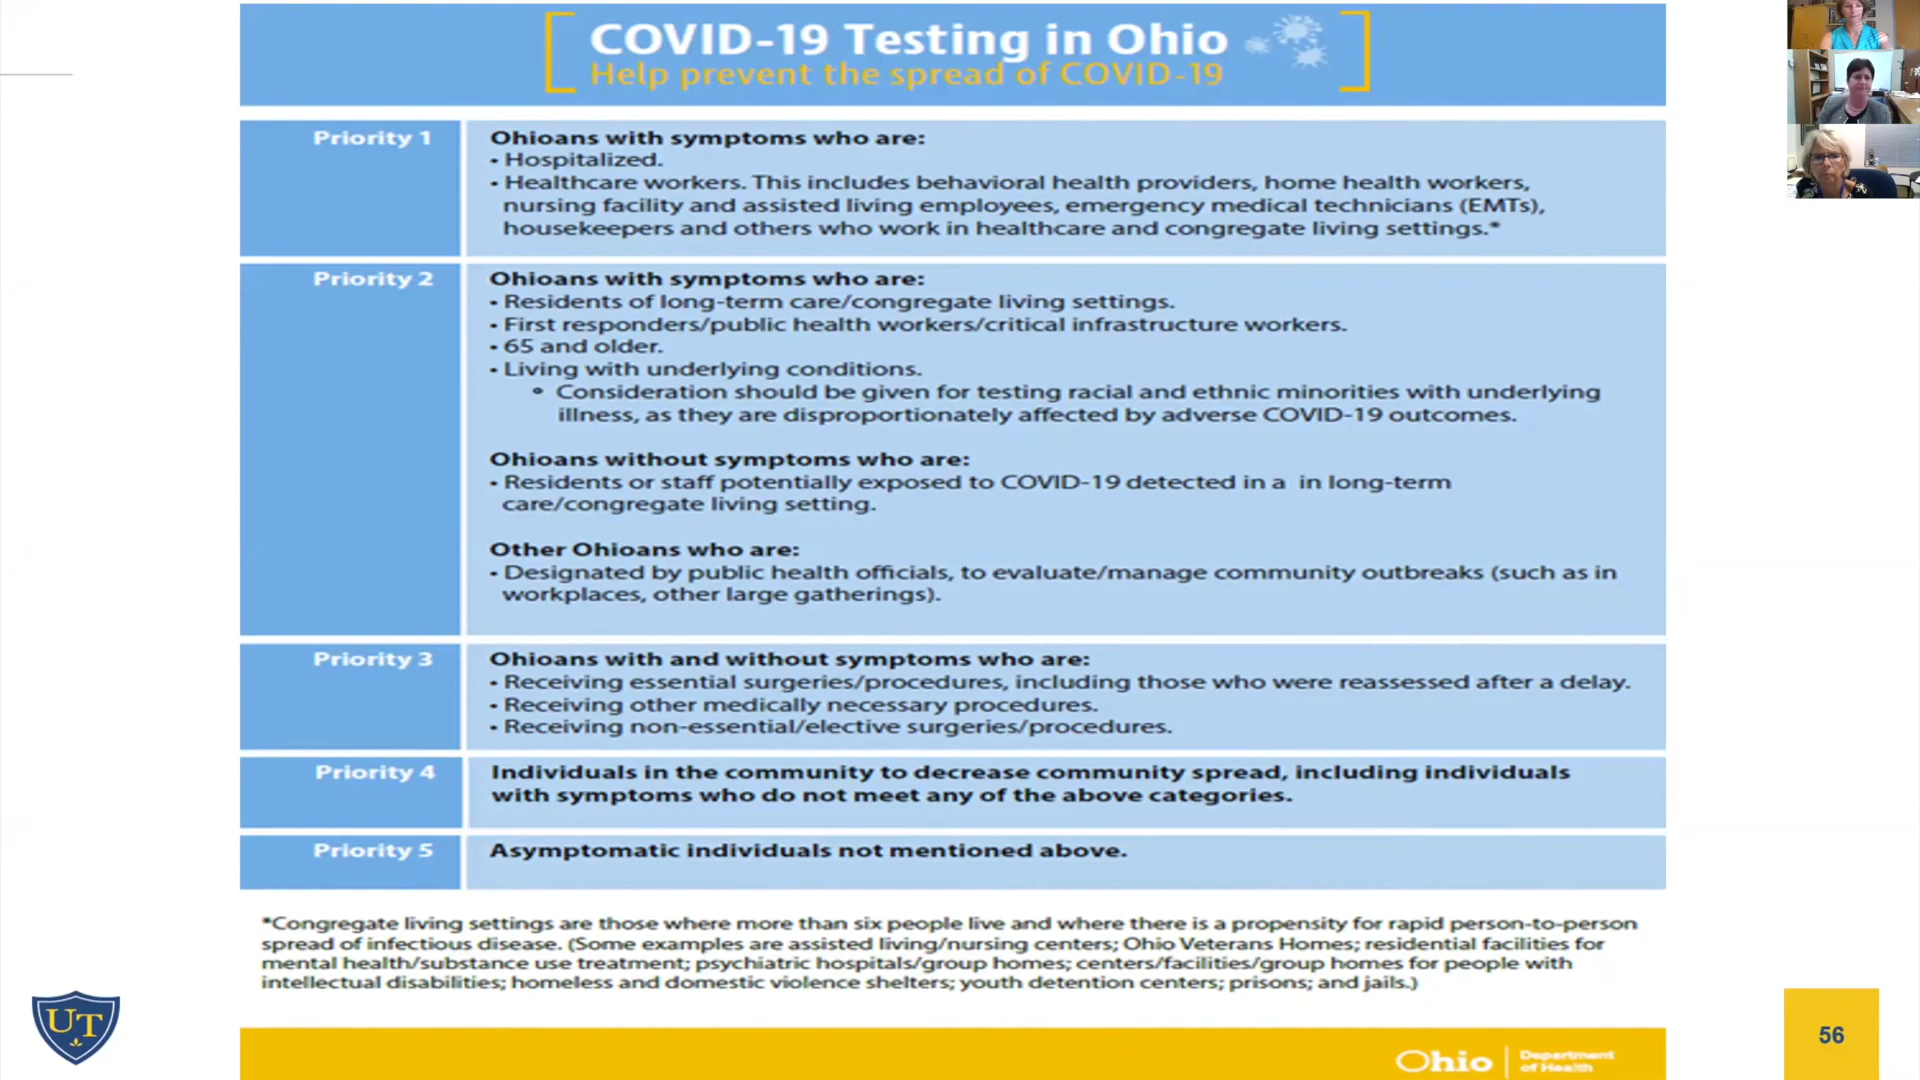 COVID-19 Testing in Ohio
Help prevent the spread of COVID-19
Priority 1
Ohioans with symptoms who are:
• Hospitalized.
• Healthcare workers. This includes behavioral health providers, home health workers,
nursing facility and assisted living employees, emergency medical technicians (EMTs),
housekeepers and others who work in healthcare and congregate living settings.*
Priority 2
Ohioans with symptoms who are:
• Residents of long-term care/congregate living settings.
• First responders/public health workers/critical infrastructure workers.
• 65 and older.
• Living with underlying conditions.
° Consideration should be given for testing racial and ethnic minorities with underlying
illness, as they are disproportionately affected by adverse COVID-19 outcomes.
Ohioans without symptoms who are:
• Residents or staff potentially exposed to COVID-19 detected in a in long-term
care/congregate living setting.
Other Ohioans who are:
• Designated by public health officials, to evaluate/manage community outbreaks (such as in
workplaces, other large gatherings).
Priority 3
Ohioans with and without symptoms who are:
• Receiving essential surgeries/procedures, including those who were reassessed after a delay.
• Receiving other medically necessary procedures.
• Receiving non-essential/elective surgeries/procedures.
Priority 4
Individuals in the community to decrease community spread, including individuals
with symptoms who do not meet any of the above categories.
Priority 5
Asymptomatic individuals not mentioned above.
*Congregate living settings are those where more than six people live and where there is a propensity for rapid person-to-person
spread of infectious disease. (Some examples are assisted living/nursing centers; Ohio Veterans Homes; residential facilities for
mental health/substance use treatment; psychiatric hospitals/group homes; centers/facilities/group homes for people with
intellectual disabilities; homeless and domestic violence shelters; youth detention centers; prisons; and jails.)
UT
Ohio
Department
of Health
56